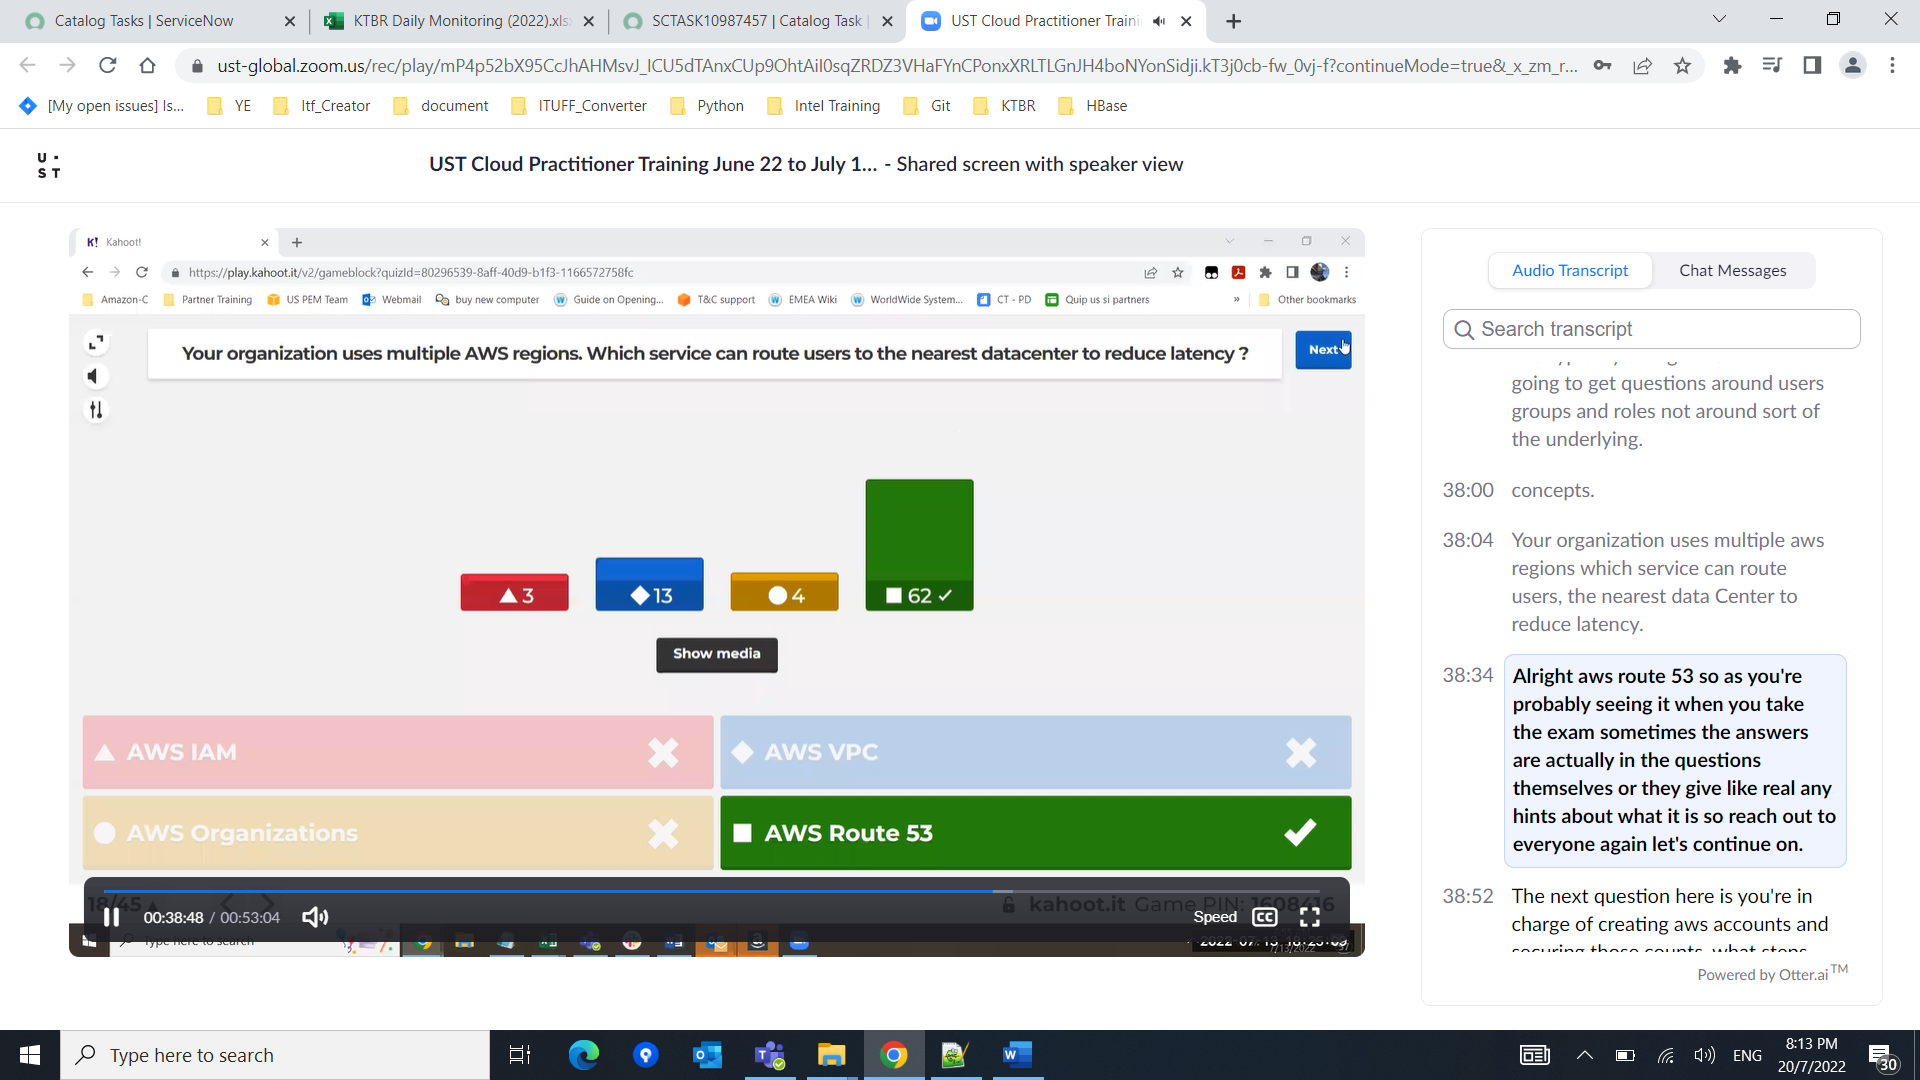 Catalog Tasks | ServiceNow
KTBR Daily Monitoring (2022).xls
SCTASK10987457 | Catalog Task |
UST Cloud Practitioner Traini
ust-global.zoom.us/rec/play/mP4p52bX95CcJhAHMsvJ_ICU5dTAnxCUp9OhtAiI0sqZRDZ3VHaFYnCPonxXRLTLGnJH4boNYonSidji.kT3j0cb-fw_0vj-f?continueMode=true&_x_zm_r...
[My open issues] Is...
YE
Itf_Creator
document
ITUFF_Converter
Python
Intel Training
Git
KTBR
HBase
U
ST
UST Cloud Practitioner Training June 22 to July 1... - Shared screen with speaker view
K! Kahoot!
https://play.kahoot.it/v2/gameblock?quizId=80296539-8aff-40d9-b1f3-1166572758fc
Amazon-C
Partner Training
US PEM Team
Webmail
buy new computer
Guide on Opening...
T&C support
EMEA Wiki
WorldWide System...
CT - PD
Quip us si partners
»
Other bookmarks
Your organization uses multiple AWS regions. Which service can route users to the nearest datacenter to reduce latency ?
Next
3
13
4
62
Show media
AWS IAM
AWS VPC
AWS Organizations
AWS Route 53
18/45
kahoot.it Game PIN: 1608416
00:38:48 / 00:53:04
Speed
CC
Type here to search
7/13/2022
Audio Transcript
Chat Messages
Search transcript
going to get questions around users
groups and roles not around sort of
the underlying.
38:00 concepts.
38:04 Your organization uses multiple aws
regions which service can route
users, the nearest data Center to
reduce latency.
38:34 Alright aws route 53 so as you're
probably seeing it when you take
the exam sometimes the answers
are actually in the questions
themselves or they give like real any
hints about what it is so reach out to
everyone again let's continue on.
38:52 The next question here is you're in
charge of creating aws accounts and
Powered by Otter.ai TM
Type here to search
ENG
8:13 PM
20/7/2022
30